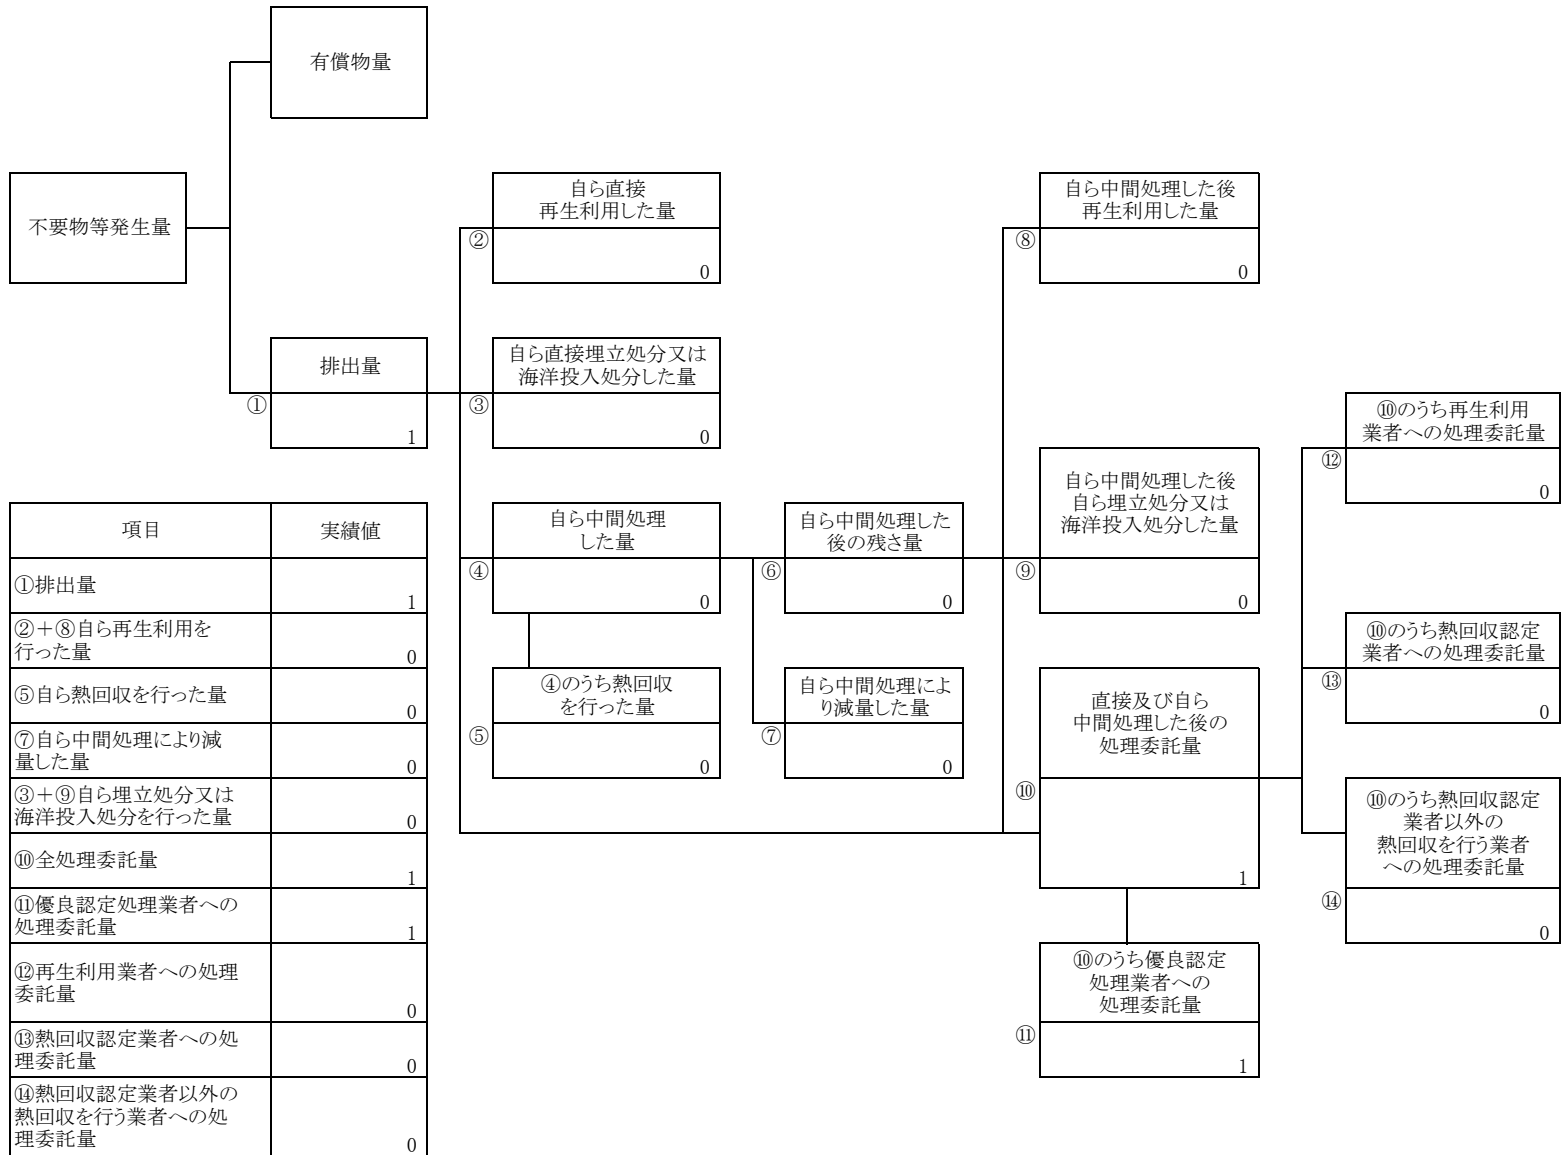 有償物量
不要物等発生量
自ら直接
再生利用した量
②
0
自ら中間処理した後
再生利用した量
⑧
0
排出量
①
1
自ら直接埋立処分又は
海洋投入処分した量
③
0
⑩のうち再生利用
業者への処理委託量
⑫
0
自ら中間処理
した量
④
0
自ら中間処理した
後の残さ量
⑥
0
自ら中間処理した後
自ら埋立処分又は
海洋投入処分した量
⑨
0
⑩のうち熱回収認定
業者への処理委託量
⑬
0
④のうち熱回収
を行った量
⑤
0
自ら中間処理によ
り減量した量
⑦
0
直接及び自ら
中間処理した後の
処理委託量
⑩
1
⑩のうち熱回収認定
業者以外の
熱回収を行う業者
への処理委託量
⑭
0
⑩のうち優良認定
処理業者への
処理委託量
⑪
1
項目 実績値
①排出量
1
②+⑧自ら再生利用を
行った量
0
⑤自ら熱回収を行った量
0
⑦自ら中間処理により減
量した量
0
③+⑨自ら埋立処分又は
海洋投入処分を行った量
0
⑩全処理委託量
1
⑪優良認定処理業者への
処理委託量
1
⑫再生利用業者への処理
委託量
0
⑬熱回収認定業者への処
理委託量
0
⑭熱回収認定業者以外の
熱回収を行う業者への処
理委託量
0